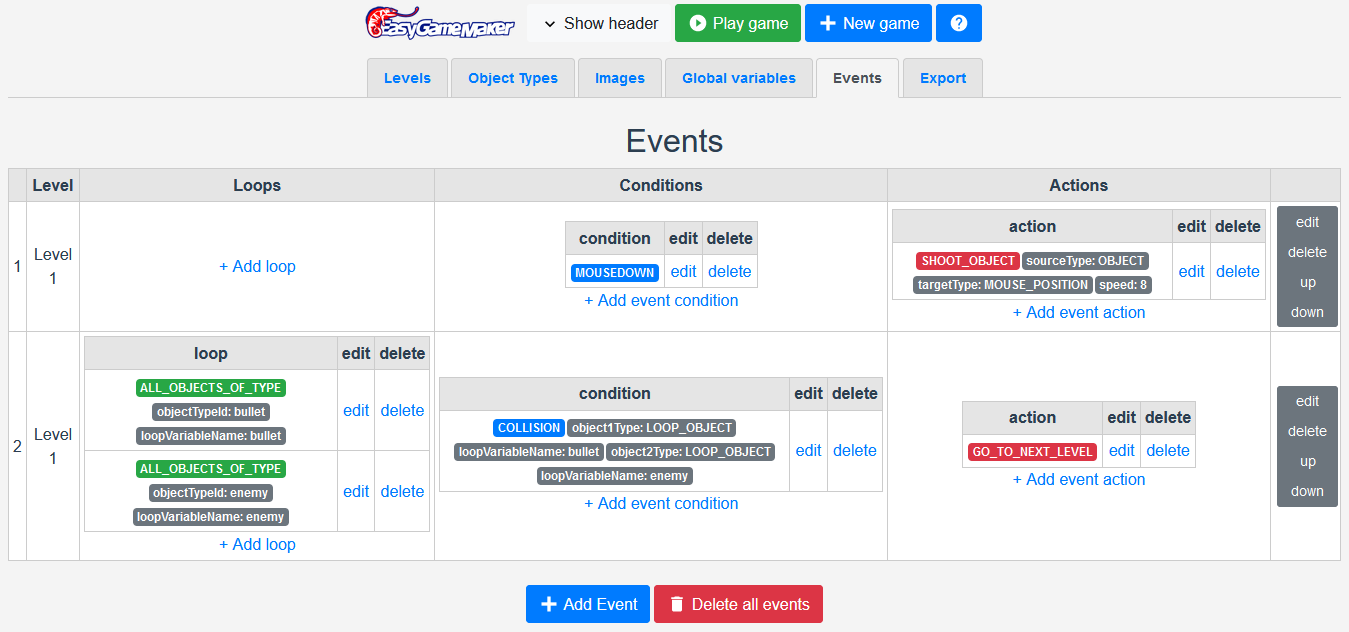 EasyGameMaker Show header Play game New game ?
Levels Object Types Images Global variables Events Export
Events
Level Loops Conditions Actions
1 Level 1
+ Add loop
condition edit delete
MOUSEDOWN edit delete
+ Add event condition
action edit delete
SHOOT_OBJECT sourceType: OBJECT
targetType: MOUSE_POSITION speed: 8
edit delete
+ Add event action
edit
delete
up
down
2 Level 1
loop edit delete
ALL_OBJECTS_OF_TYPE
objectTypeId: bullet
loopVariableName: bullet
edit delete
ALL_OBJECTS_OF_TYPE
objectTypeId: enemy
loopVariableName: enemy
edit delete
+ Add loop
condition edit delete
COLLISION object1Type: LOOP_OBJECT
loopVariableName: bullet object2Type: LOOP_OBJECT
loopVariableName: enemy
edit delete
+ Add event condition
action edit delete
GO_TO_NEXT_LEVEL edit delete
+ Add event action
edit
delete
up
down
Add Event Delete all events